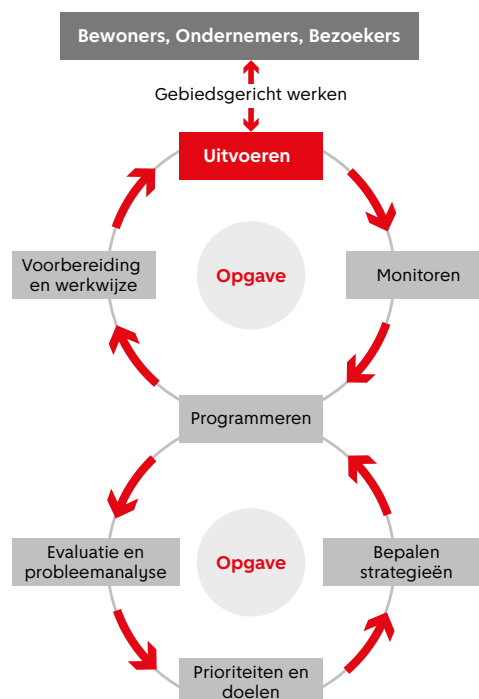 Bewoners, Ondernemers, Bezoekers
Gebiedsgericht werken
Uitvoeren
Voorbereiding
en werkwijze
Opgave
Monitoren
Programmeren
Evaluatie en
probleemanalyse
Opgave
Bepalen
strategieën
Prioriteiten en
doelen